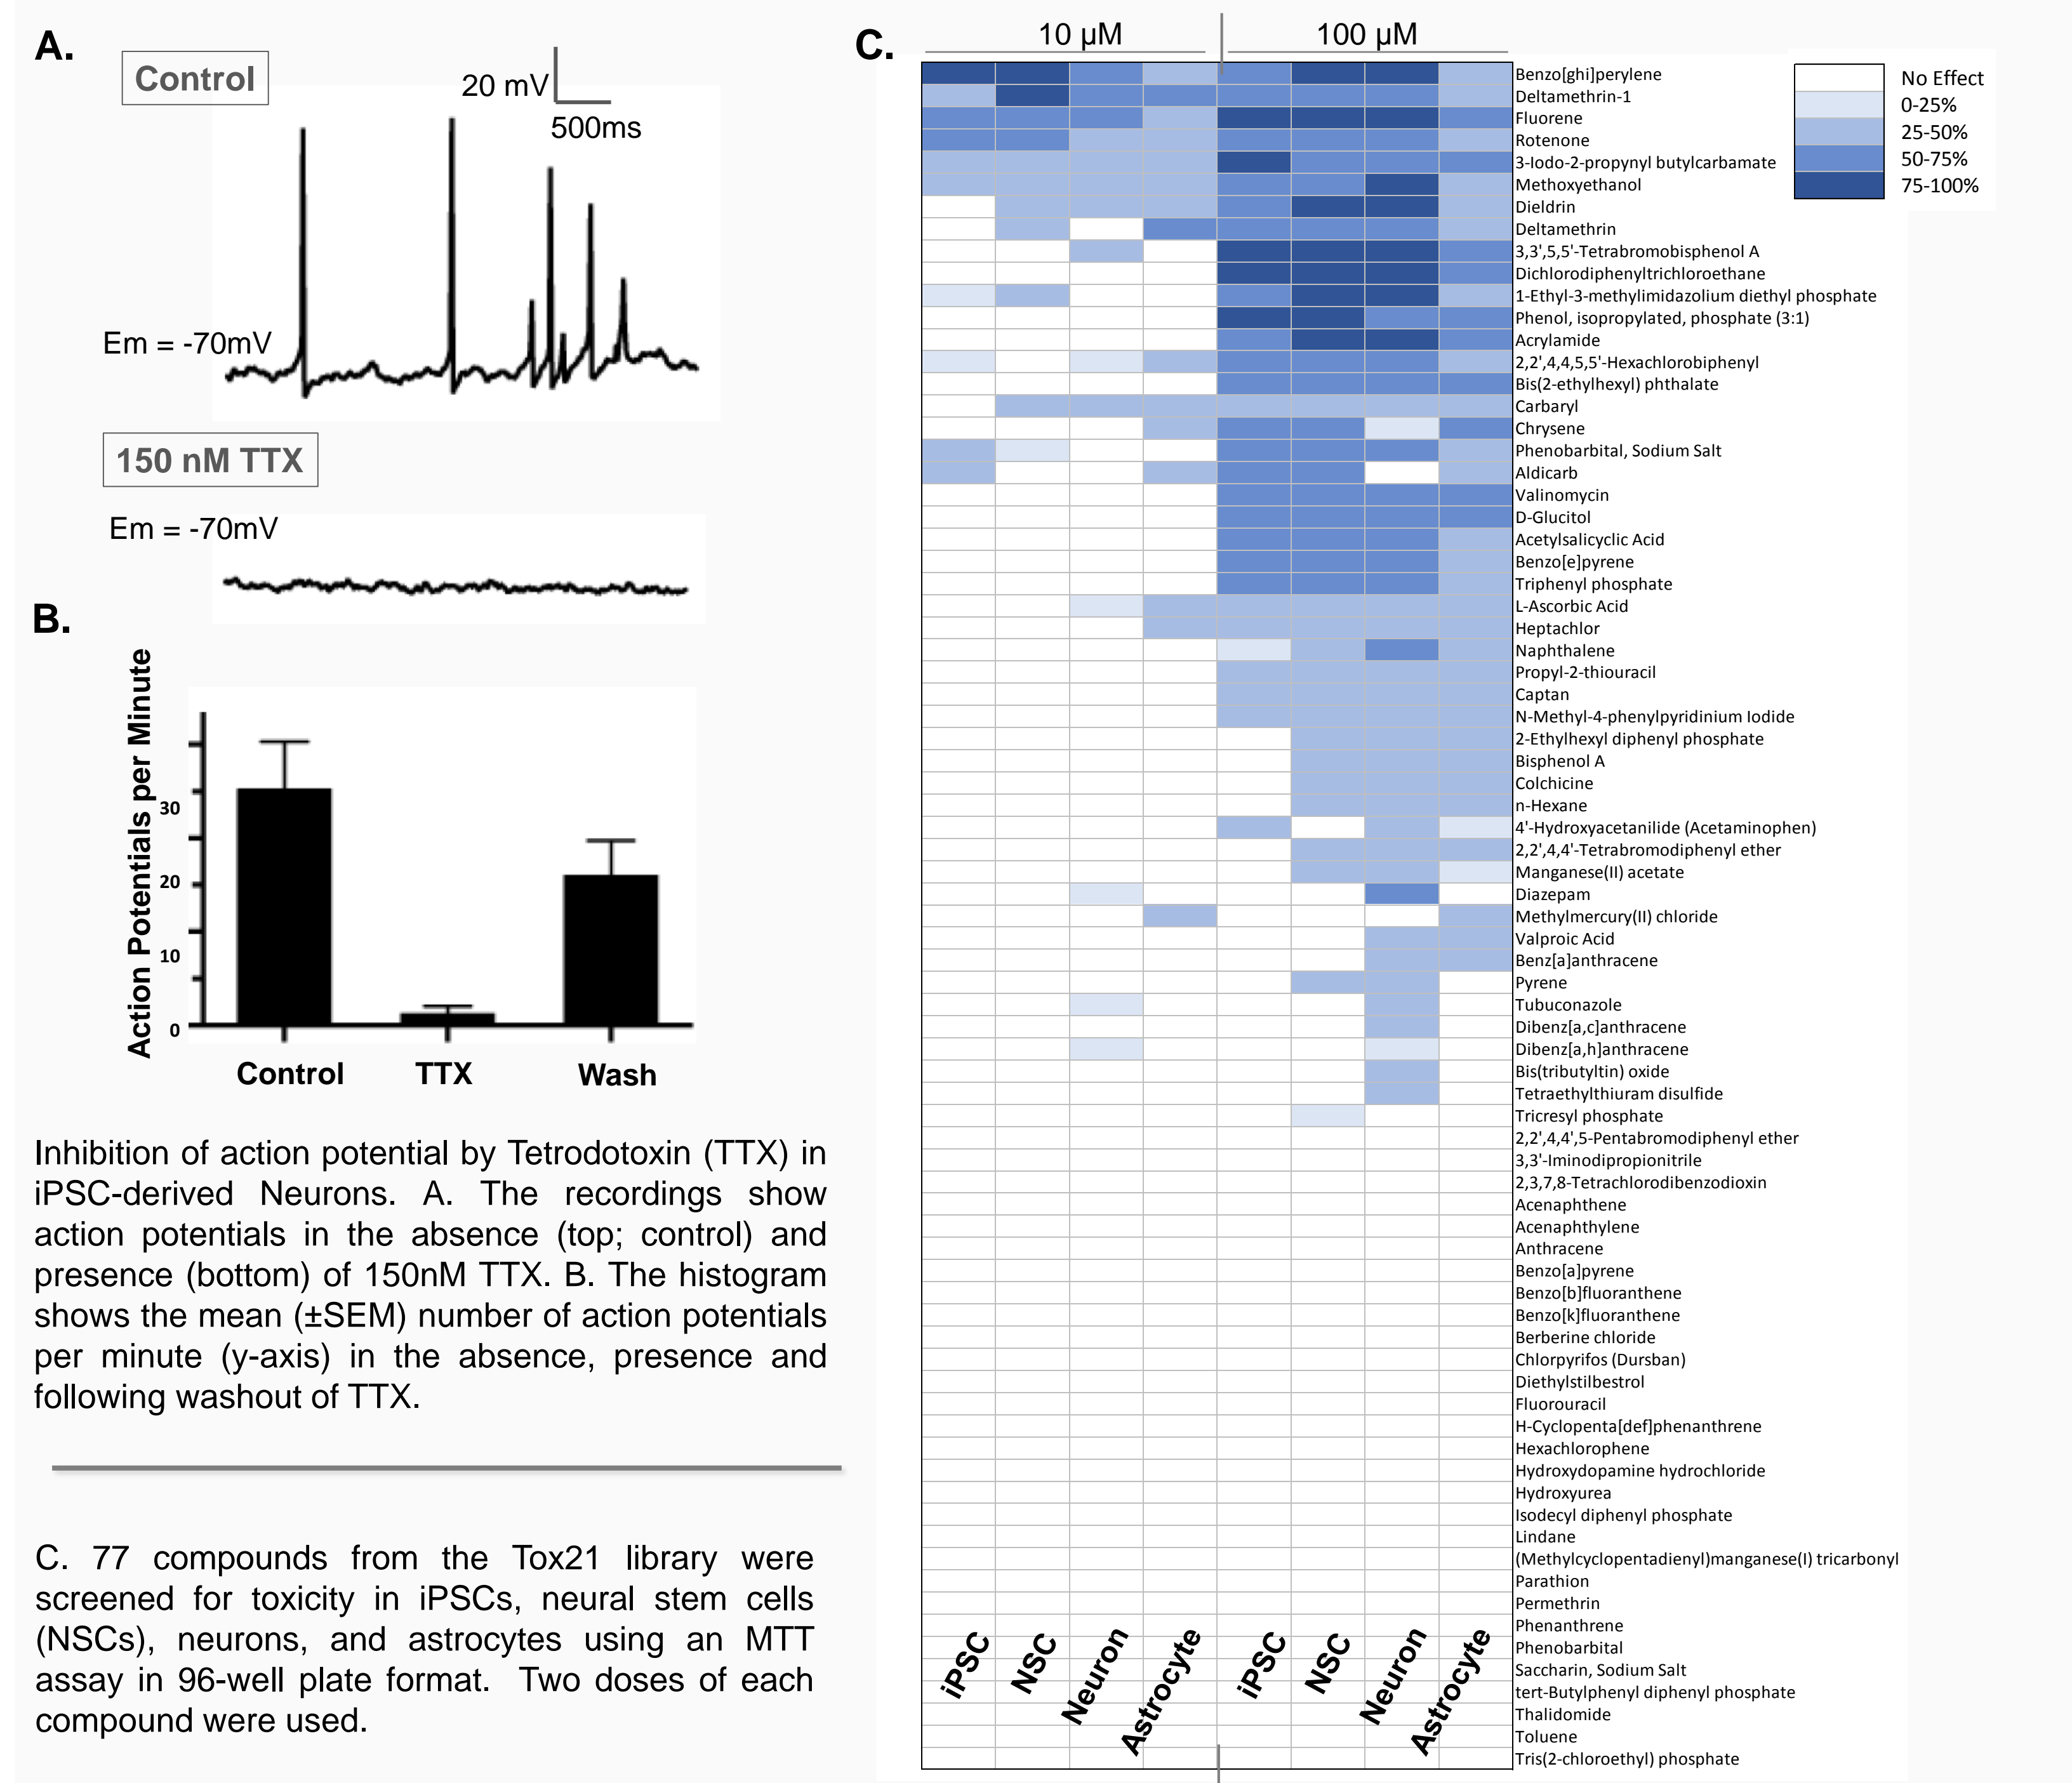 A.
Control
20 mV
500ms
Em = -70mV
150 nM TTX
Em = -70mV
B.
Action Potentials per Minute
30
20
10
0
Control TTX Wash
Inhibition of action potential by Tetrodotoxin (TTX) in
iPSC-derived Neurons. A. The recordings show
action potentials in the absence (top; control) and
presence (bottom) of 150nM TTX. B. The histogram
shows the mean (±SEM) number of action potentials
per minute (y-axis) in the absence, presence and
following washout of TTX.
C. 77 compounds from the Tox21 library were
screened for toxicity in iPSCs, neural stem cells
(NSCs), neurons, and astrocytes using an MTT
assay in 96-well plate format. Two doses of each
compound were used.
C.
10 µM 100 µM
Benzo[ghi]perylene
Deltamethrin-1
Fluorene
Rotenone
3-Iodo-2-propynyl butylcarbamate
Methoxyethanol
Dieldrin
Deltamethrin
3,3',5,5'-Tetrabromobisphenol A
Dichlorodiphenyltrichloroethane
1-Ethyl-3-methylimidazolium diethyl phosphate
Phenol, isopropylated, phosphate (3:1)
Acrylamide
2,2',4,4,5,5'-Hexachlorobiphenyl
Bis(2-ethylhexyl) phthalate
Carbaryl
Chrysene
Phenobarbital, Sodium Salt
Aldicarb
Valinomycin
D-Glucitol
Acetylsalicyclic Acid
Benzo[e]pyrene
Triphenyl phosphate
L-Ascorbic Acid
Heptachlor
Naphthalene
Propyl-2-thiouracil
Captan
N-Methyl-4-phenylpyridinium Iodide
2-Ethylhexyl diphenyl phosphate
Bisphenol A
Colchicine
n-Hexane
4'-Hydroxyacetanilide (Acetaminophen)
2,2',4,4'-Tetrabromodiphenyl ether
Manganese(II) acetate
Diazepam
Methylmercury(II) chloride
Valproic Acid
Benz[a]anthracene
Pyrene
Tubuconazole
Dibenz[a,c]anthracene
Dibenz[a,h]anthracene
Bis(tributyltin) oxide
Tetraethylthiuram disulfide
Tricresyl phosphate
2,2',4,4',5-Pentabromodiphenyl ether
3,3'-Iminodipropionitrile
2,3,7,8-Tetrachlorodibenzodioxin
Acenaphthene
Acenaphthylene
Anthracene
Benzo[a]pyrene
Benzo[b]fluoranthene
Benzo[k]fluoranthene
Berberine chloride
Chlorpyrifos (Dursban)
Diethylstilbestrol
Fluorouracil
H-Cyclopenta[def]phenanthrene
Hexachlorophene
Hydroxydopamine hydrochloride
Hydroxyurea
Isodecyl diphenyl phosphate
Lindane
(Methylcyclopentadienyl)manganese(I) tricarbonyl
Parathion
Permethrin
Phenanthrene
Phenobarbital
Saccharin, Sodium Salt
tert-Butylphenyl diphenyl phosphate
Thalidomide
Toluene
Tris(2-chloroethyl) phosphate
iPSC NSC Neuron Astrocyte iPSC NSC Neuron Astrocyte
No Effect
0-25%
25-50%
50-75%
75-100%